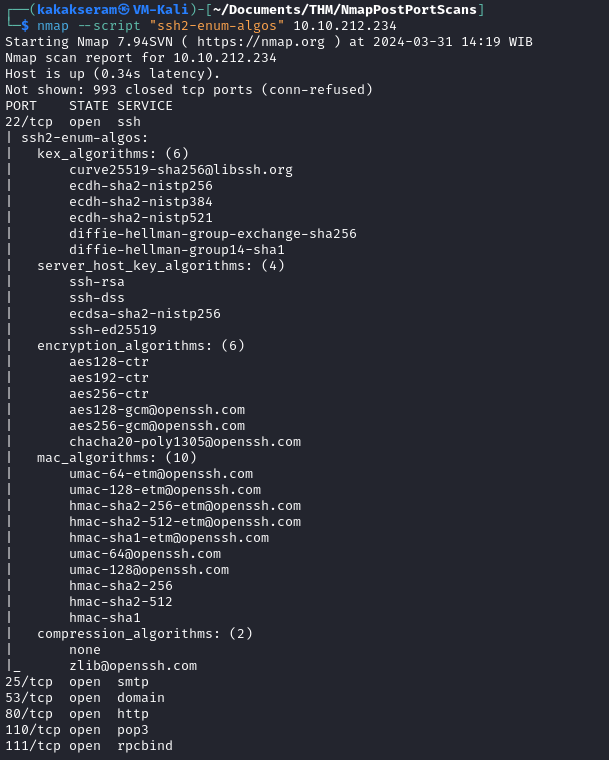 ┌──(kakakseram㉿VM-Kali)-[~/Documents/THM/NmapPostPortScans]
└─$ nmap --script "ssh2-enum-algos" 10.10.212.234
Starting Nmap 7.94SVN ( https://nmap.org ) at 2024-03-31 14:19 WIB
Nmap scan report for 10.10.212.234
Host is up (0.34s latency).
Not shown: 993 closed tcp ports (conn-refused)
PORT    STATE SERVICE
22/tcp  open  ssh
| ssh2-enum-algos:
|   kex_algorithms: (6)
|       curve25519-sha256@libssh.org
|       ecdh-sha2-nistp256
|       ecdh-sha2-nistp384
|       ecdh-sha2-nistp521
|       diffie-hellman-group-exchange-sha256
|       diffie-hellman-group14-sha1
|   server_host_key_algorithms: (4)
|       ssh-rsa
|       ssh-dss
|       ecdsa-sha2-nistp256
|       ssh-ed25519
|   encryption_algorithms: (6)
|       aes128-ctr
|       aes192-ctr
|       aes256-ctr
|       aes128-gcm@openssh.com
|       aes256-gcm@openssh.com
|       chacha20-poly1305@openssh.com
|   mac_algorithms: (10)
|       umac-64-etm@openssh.com
|       umac-128-etm@openssh.com
|       hmac-sha2-256-etm@openssh.com
|       hmac-sha2-512-etm@openssh.com
|       hmac-sha1-etm@openssh.com
|       umac-64@openssh.com
|       umac-128@openssh.com
|       hmac-sha2-256
|       hmac-sha2-512
|       hmac-sha1
|   compression_algorithms: (2)
|       none
|_      zlib@openssh.com
25/tcp  open  smtp
53/tcp  open  domain
80/tcp  open  http
110/tcp open  pop3
111/tcp open  rpcbind